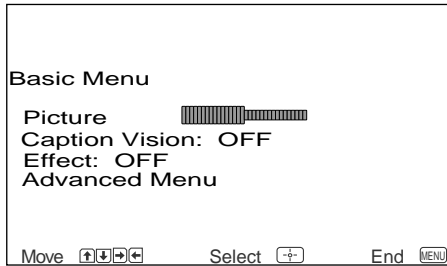 Basic Menu
Picture
Caption Vision: OFF
Effect: OFF
Advanced Menu
Move Select End MENU